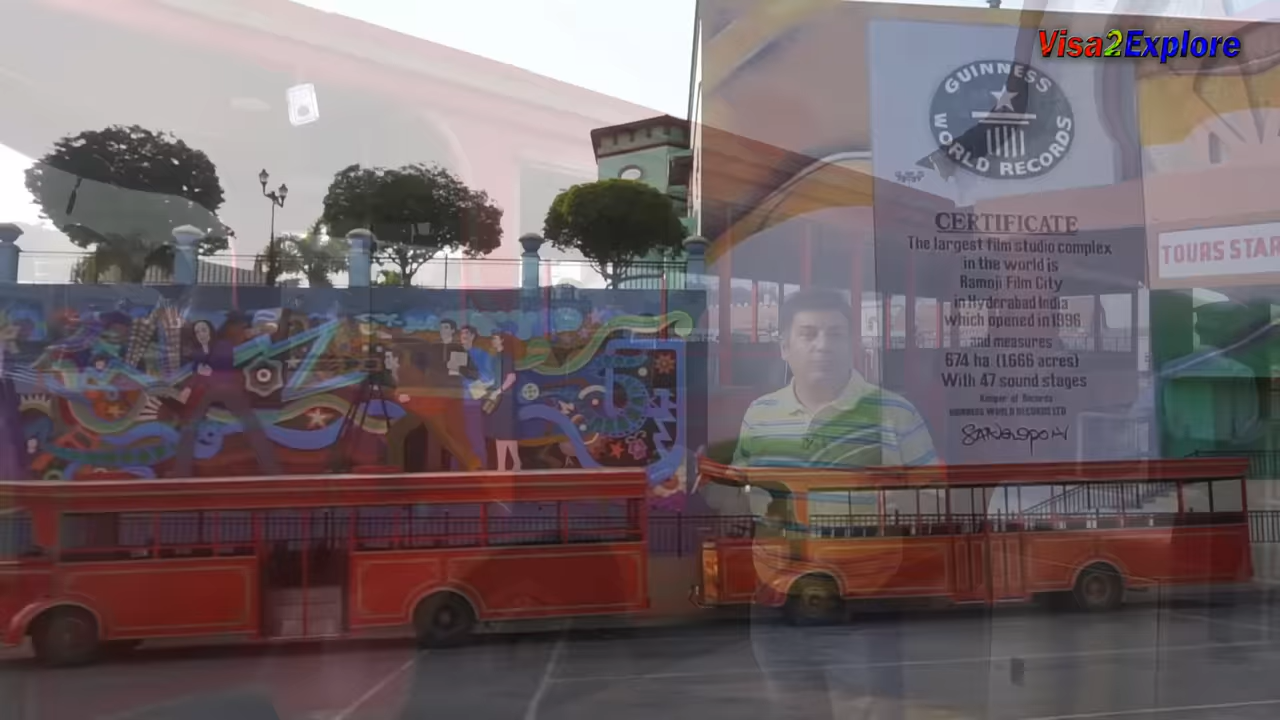 Visa2Explore
GUINNESS
WORLD RECORDS
CERTIFICATE
The largest film studio complex
in the world is
Ramoji Film City
in Hyderabad India
which opened in 1996
and measures
674 ha (1,666 acres)
With 47 sound stages
Keeper of Records
GUINNESS WORLD RECORDS LTD
TOURS STAR